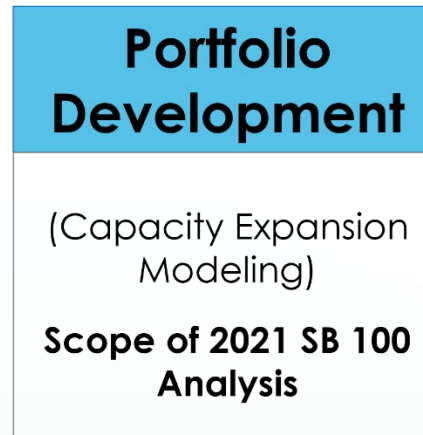 Portfolio
Development
(Capacity Expansion
Modeling)
Scope of 2021 SB 100
Analysis